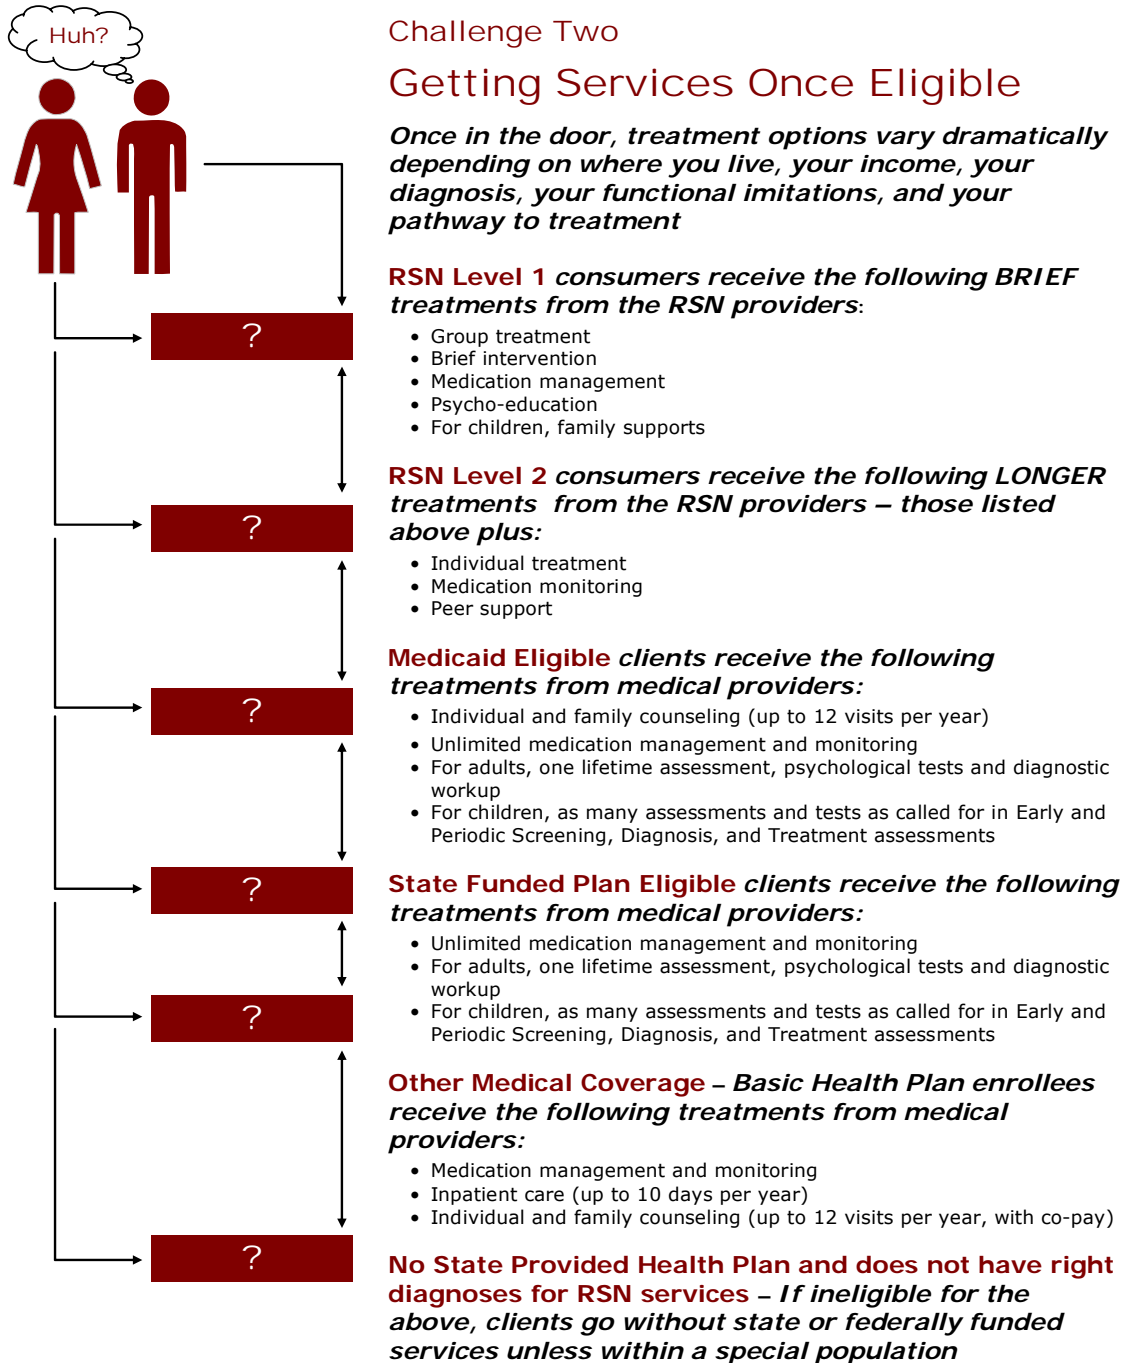 Huh?
Challenge Two
Getting Services Once Eligible
Once in the door, treatment options vary dramatically
depending on where you live, your income, your
diagnosis, your functional imitations, and your
pathway to treatment
RSN Level 1 consumers receive the following BRIEF
treatments from the RSN providers:
• Group treatment
• Brief intervention
• Medication management
• Psycho-education
• For children, family supports
?
RSN Level 2 consumers receive the following LONGER
treatments from the RSN providers – those listed
above plus:
• Individual treatment
• Medication monitoring
• Peer support
?
Medicaid Eligible clients receive the following
treatments from medical providers:
• Individual and family counseling (up to 12 visits per year)
• Unlimited medication management and monitoring
• For adults, one lifetime assessment, psychological tests and diagnostic
workup
• For children, as many assessments and tests as called for in Early and
Periodic Screening, Diagnosis, and Treatment assessments
?
State Funded Plan Eligible clients receive the following
treatments from medical providers:
• Unlimited medication management and monitoring
• For adults, one lifetime assessment, psychological tests and diagnostic
workup
• For children, as many assessments and tests as called for in Early and
Periodic Screening, Diagnosis, and Treatment assessments
?
?
Other Medical Coverage – Basic Health Plan enrollees
receive the following treatments from medical
providers:
• Medication management and monitoring
• Inpatient care (up to 10 days per year)
• Individual and family counseling (up to 12 visits per year, with co-pay)
?
No State Provided Health Plan and does not have right
diagnoses for RSN services – If ineligible for the
above, clients go without state or federally funded
services unless within a special population